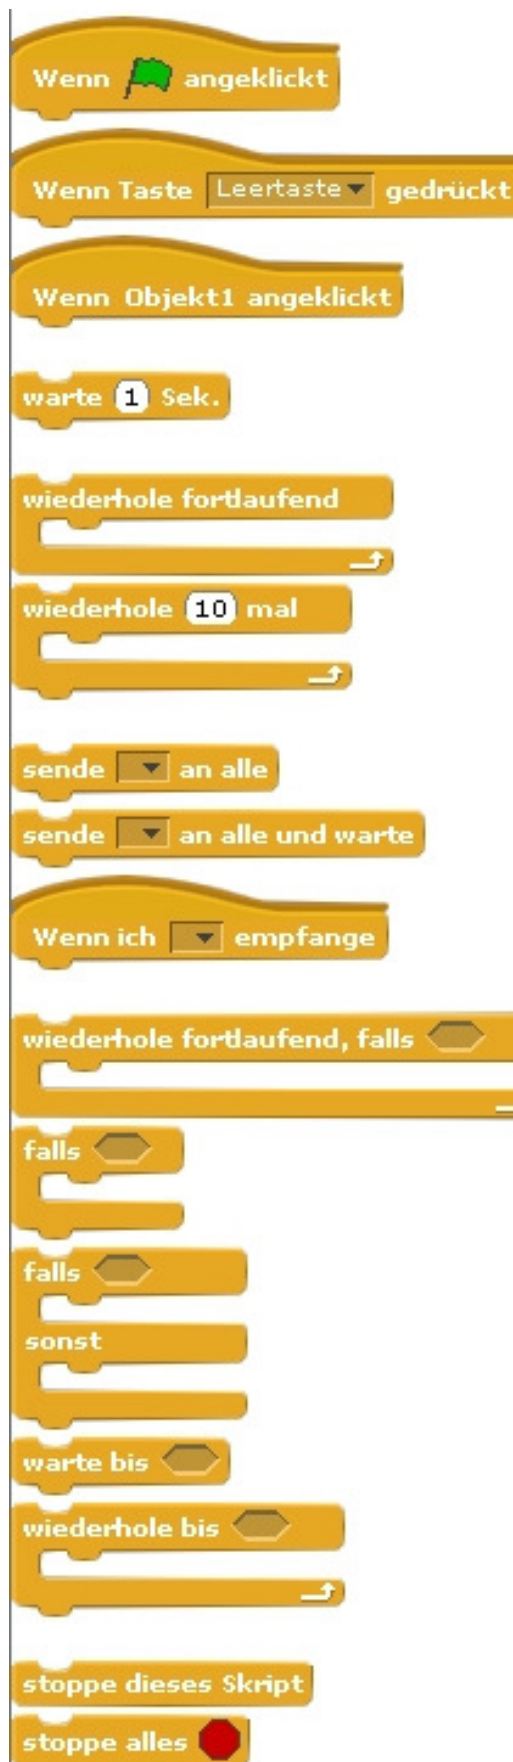 Wenn angeklickt
Wenn Taste Leertaste gedrückt
Wenn Objekt1 angeklickt
warte 1 Sek.
wiederhole fortlaufend
wiederhole 10 mal
sende an alle
sende an alle und warte
Wenn ich empfange
wiederhole fortlaufend, falls
falls
falls
sonst
warte bis
wiederhole bis
stoppe dieses Skript
stoppe alles